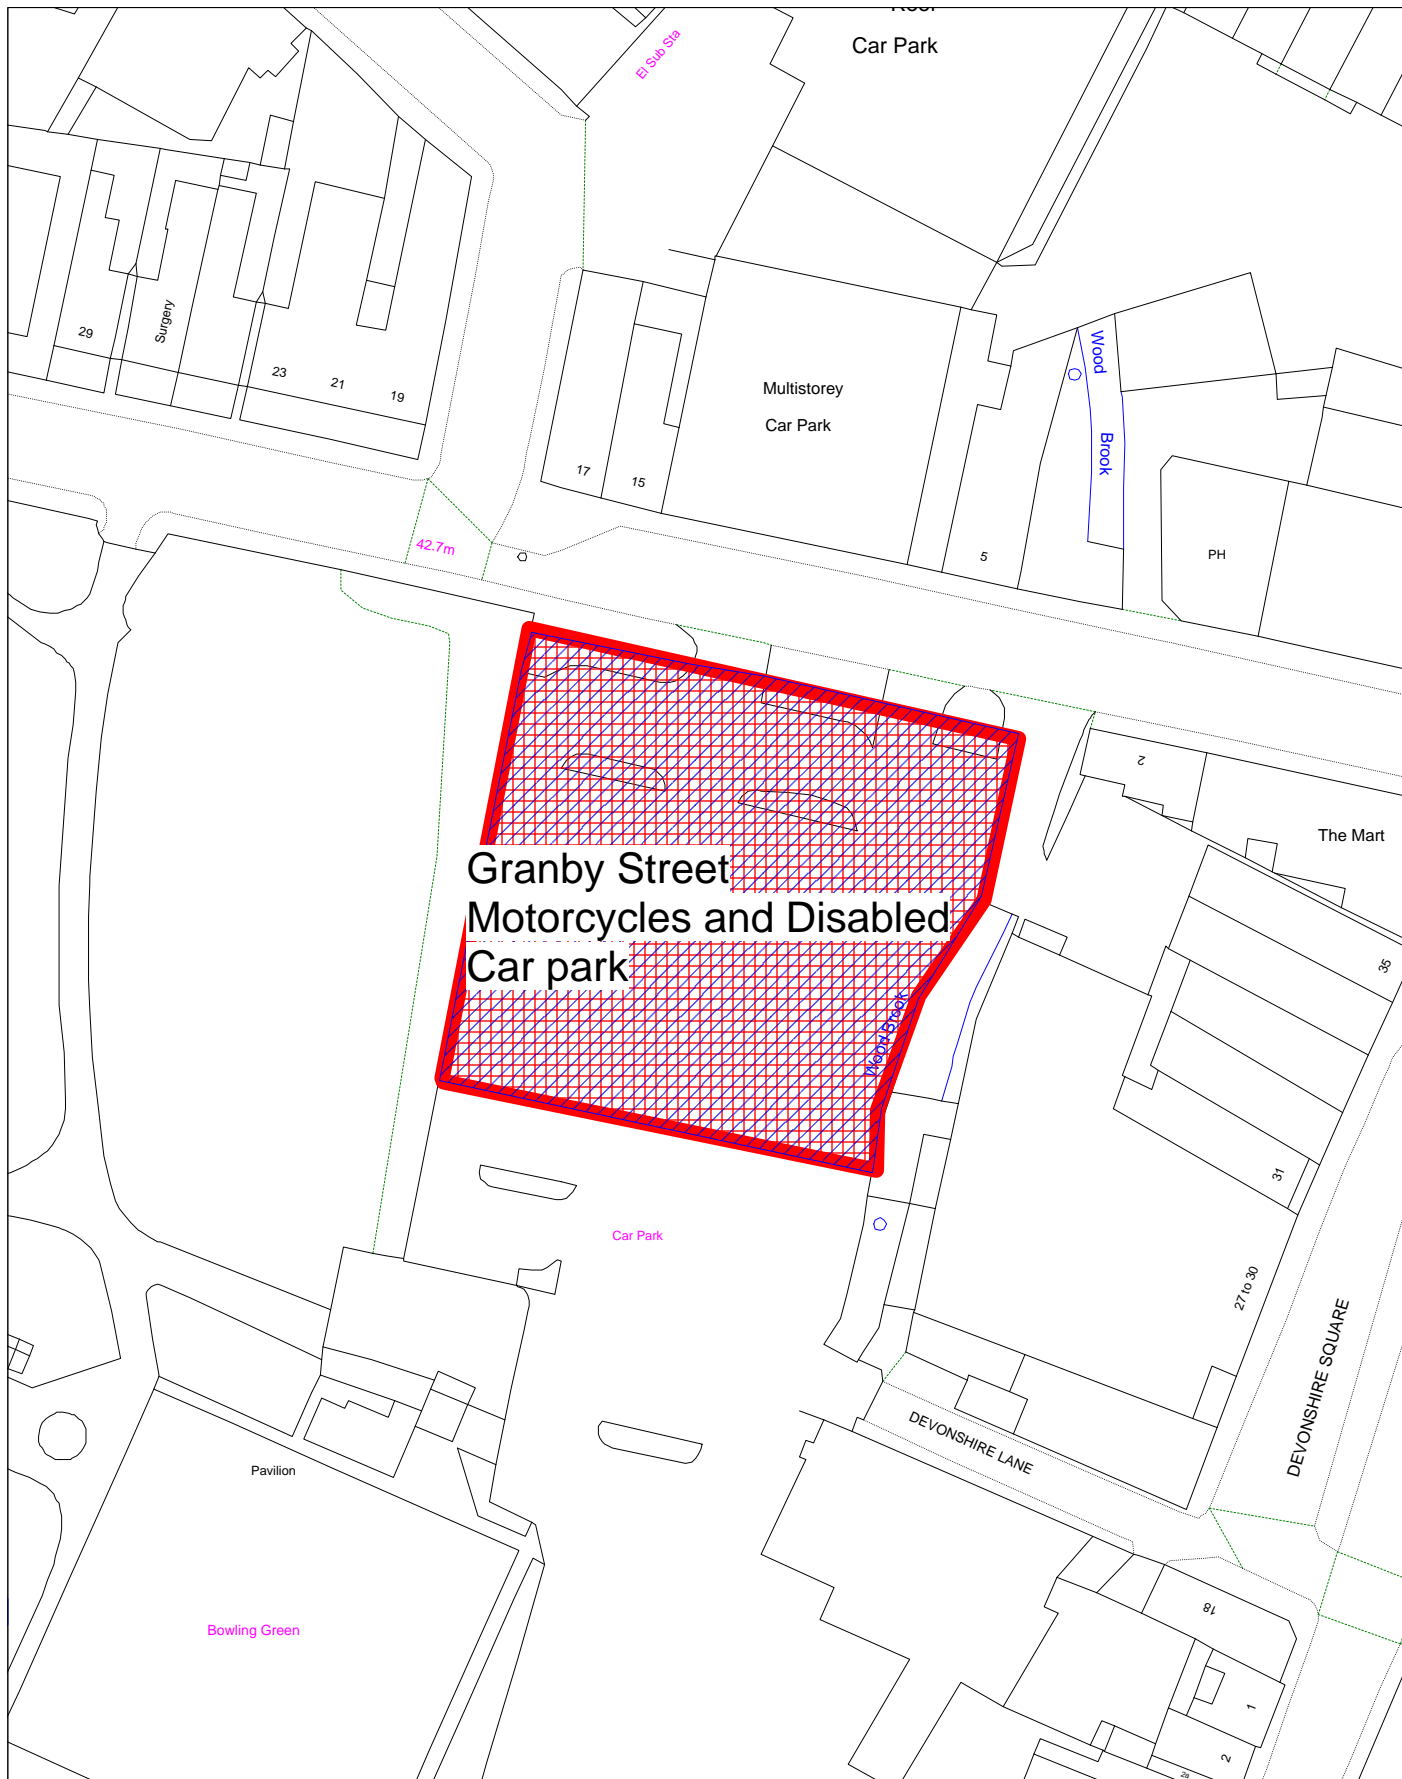 Car Park
El Sub Sta
Wood
Brook
29
Surgery
23
21
19
Multistorey
Car Park
17
15
5
PH
42.7m
2
The Mart
Granby Street
Motorcycles and Disabled
Car park
35
Wood Brook
31
Car Park
27 to 30
DEVONSHIRE SQUARE
DEVONSHIRE LANE
Pavilion
Bowling Green
18
1
2
2a